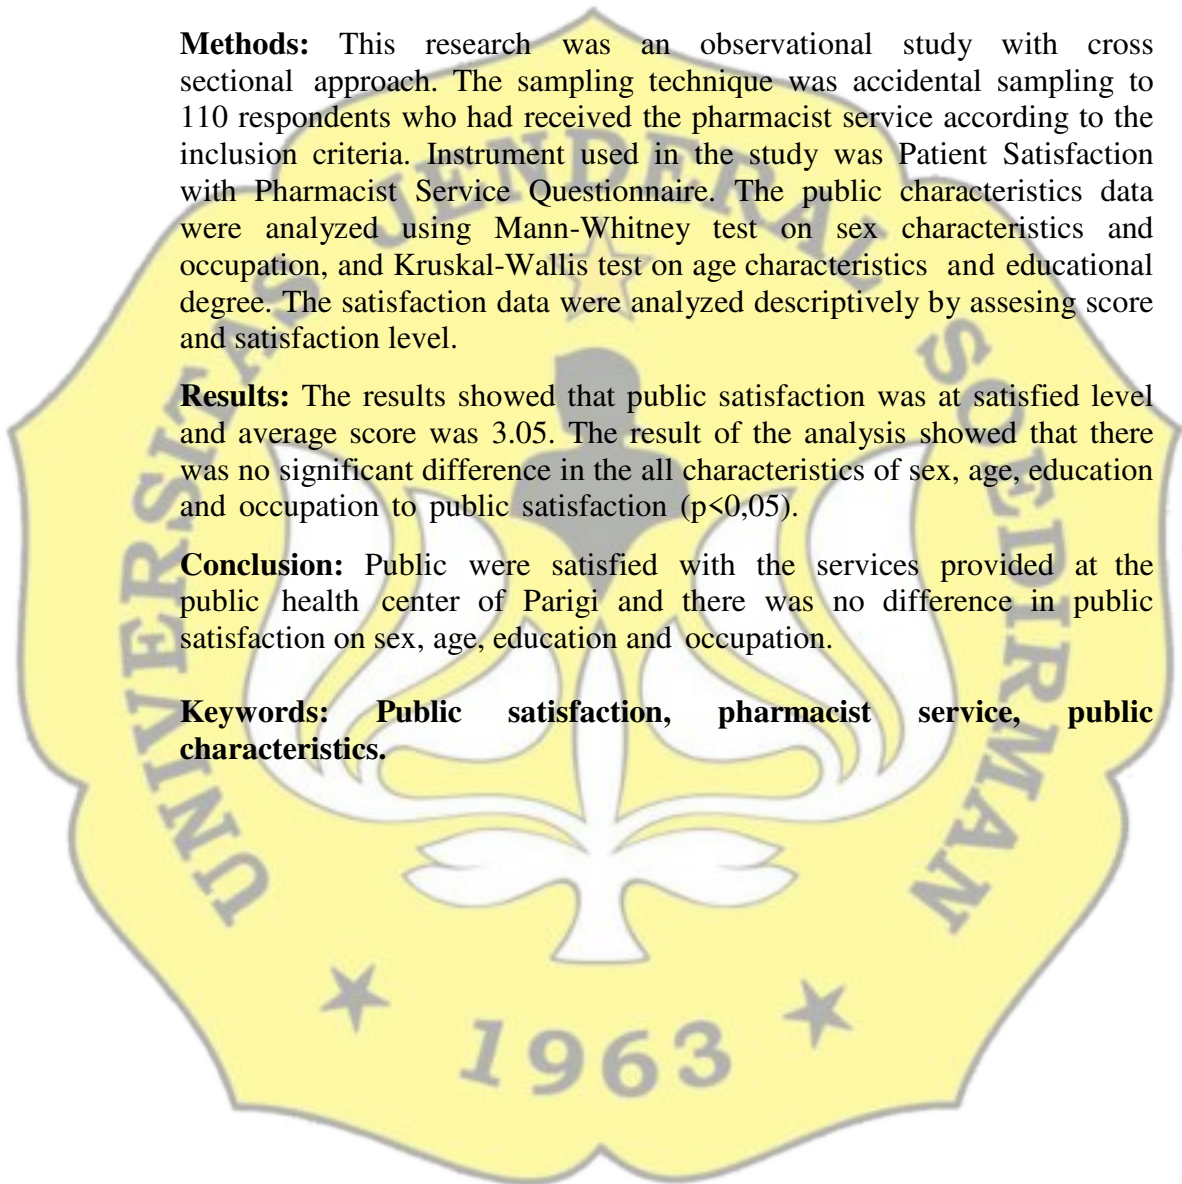 Methods: This research was an observational study with cross
sectional approach. The sampling technique was accidental sampling to
110 respondents who had received the pharmacist service according to the
inclusion criteria. Instrument used in the study was Patient Satisfaction
with Pharmacist Service Questionnaire. The public characteristics data
were analyzed using Mann-Whitney test on sex characteristics and
occupation, and Kruskal-Wallis test on age characteristics and educational
degree. The satisfaction data were analyzed descriptively by assesing score
and satisfaction level.
Results: The results showed that public satisfaction was at satisfied level
and average score was 3.05. The result of the analysis showed that there
was no significant difference in the all characteristics of sex, age, education
and occupation to public satisfaction (p<0,05).
Conclusion: Public were satisfied with the services provided at the
public health center of Parigi and there was no difference in public
satisfaction on sex, age, education and occupation.
Keywords: Public satisfaction, pharmacist service, public
characteristics.
UNIVERSITAS JENDERAL SOEDIRMAN
1963